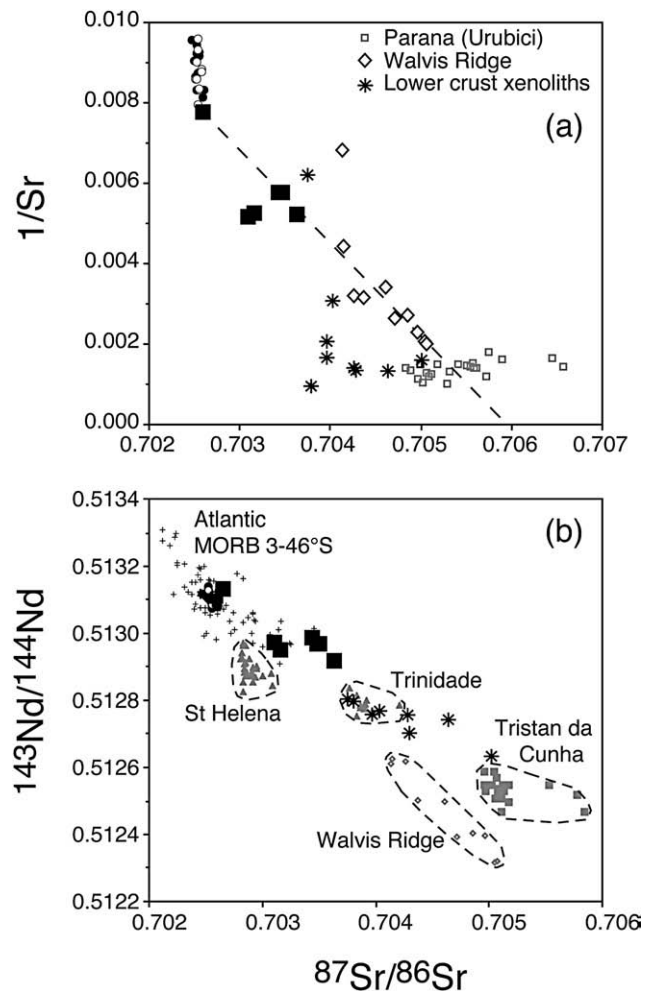 0.010
Parana (Urubici)
Walvis Ridge
Lower crust xenoliths
0.008
(a)
0.006
1/Sr
0.004
0.002
0.000
0.702 0.703 0.704 0.705 0.706 0.707
0.5134
Atlantic
MORB 3-46°S
(b)
0.5132
0.5130
143Nd/144Nd
Trinidade
0.5128
St Helena
Tristan da
Cunha
0.5126
0.5124
Walvis Ridge
0.5122
0.702 0.703 0.704 0.705 0.706
87Sr/86Sr